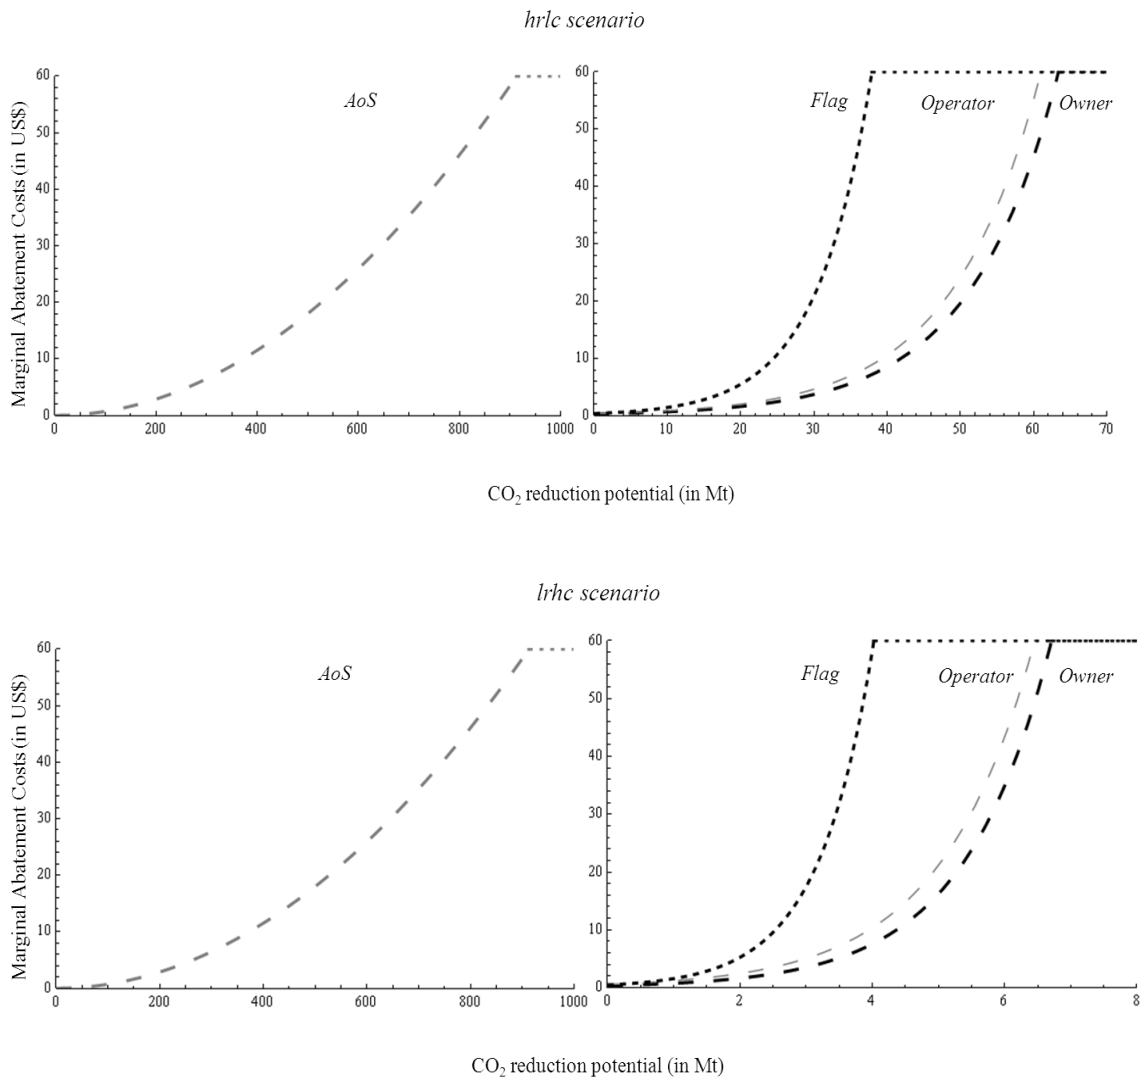 hrlc scenario
Marginal Abatement Costs (in US$)
60
50
40
30
20
10
0
AoS
0 200 400 600 800 1000
60
50
40
30
20
10
0
Flag Operator Owner
0 10 20 30 40 50 60 70
CO₂ reduction potential (in Mt)
lrhc scenario
Marginal Abatement Costs (in US$)
60
50
40
30
20
10
0
AoS
0 200 400 600 800 1000
60
50
40
30
20
10
0
Flag Operator Owner
0 2 4 6 8
CO₂ reduction potential (in Mt)